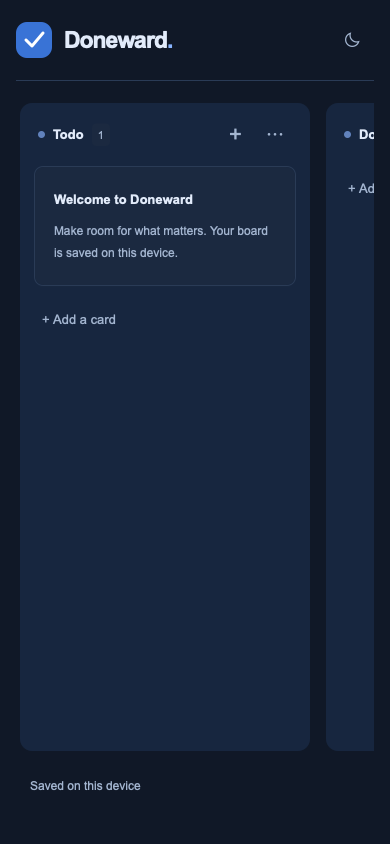 Doneward.
Todo 1
Welcome to Doneward
Make room for what matters. Your board
is saved on this device.
+ Add a card
Saved on this device